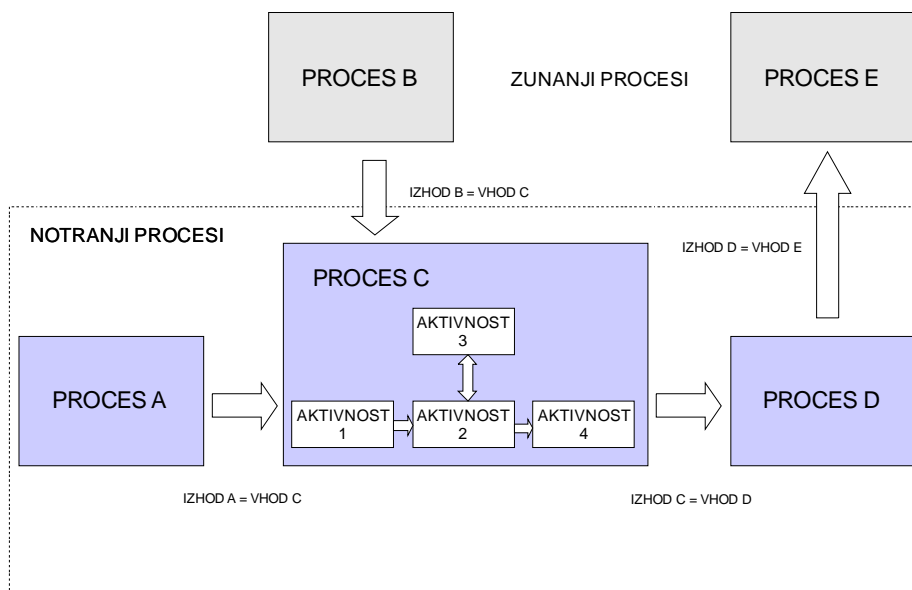 PROCES B
ZUNANJI PROCESI
PROCES E
IZHOD B = VHOD C
NOTRANJI PROCESI
IZHOD D = VHOD E
PROCES C
AKTIVNOST
3
PROCES A
AKTIVNOST
1
AKTIVNOST
2
AKTIVNOST
4
PROCES D
IZHOD A = VHOD C
IZHOD C = VHOD D